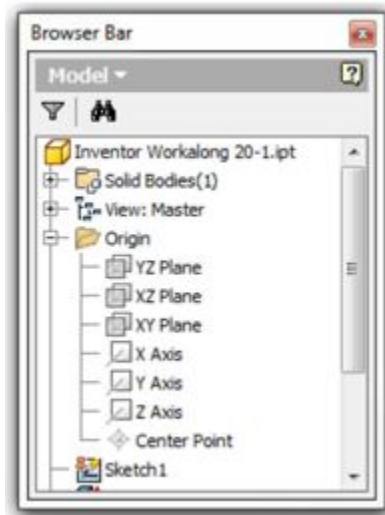 Browser Bar
Model
Inventor Workalong 20-1.ipt
Solid Bodies(1)
View: Master
Origin
YZ Plane
XZ Plane
XY Plane
X Axis
Y Axis
Z Axis
Center Point
Sketch1